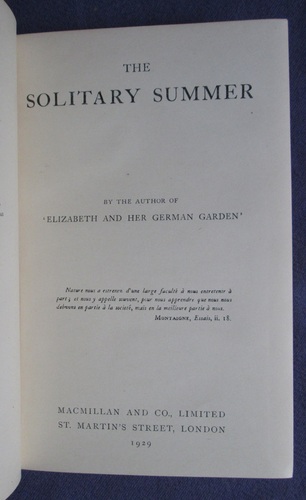 THE
SOLITARY SUMMER
BY THE AUTHOR OF
'ELIZABETH AND HER GERMAN GARDEN'
Nature nous a estrenez d'une large faculté à nous entretenir à
part; et nous y appelle souvent, pour nous apprendre que nous nous
debvons en partie à la societé, mais en la meilleure partie à nous.
MONTAIGNE, Essais, ii. 18.
MACMILLAN AND CO., LIMITED
ST. MARTIN'S STREET, LONDON
1929